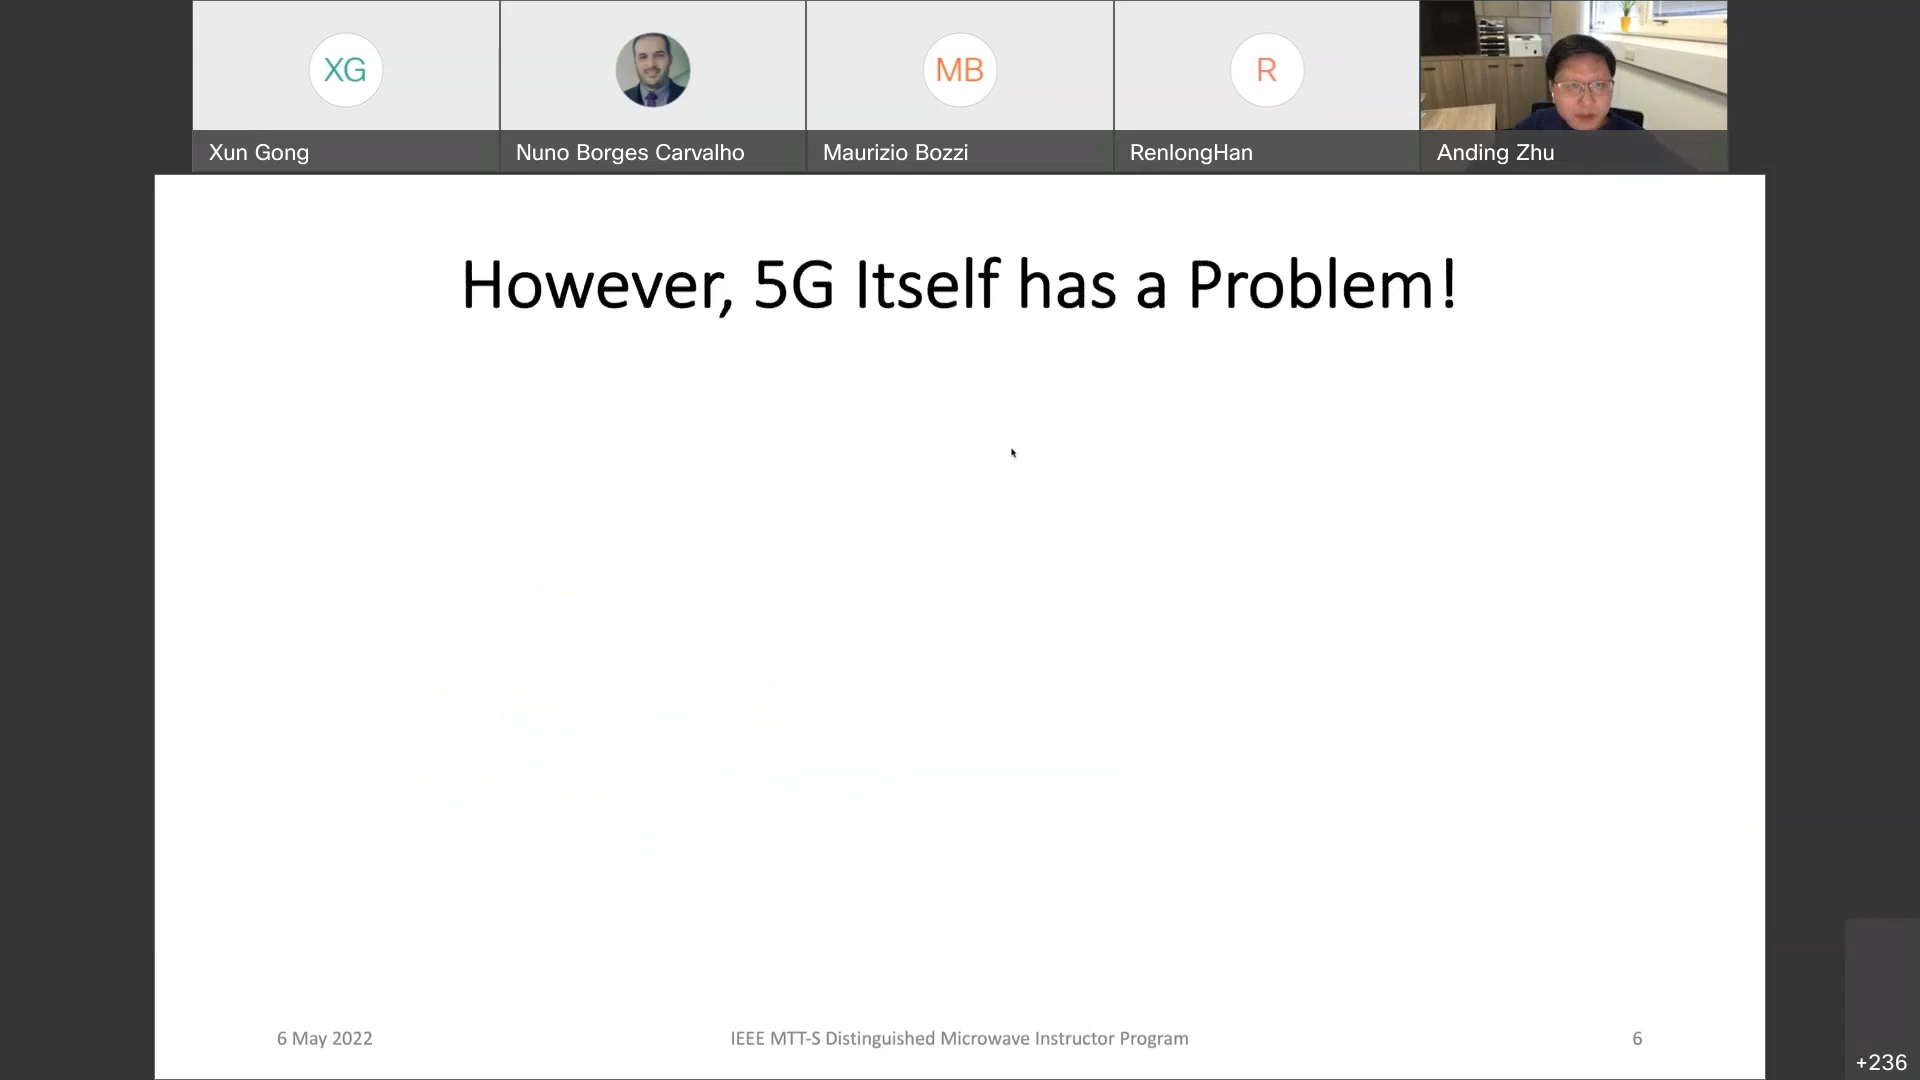 XG
MB
R
Xun Gong
Nuno Borges Carvalho
Maurizio Bozzi
RenlongHan
Anding Zhu
However, 5G Itself has a Problem!
6 May 2022
IEEE MTT-S Distinguished Microwave Instructor Program
6
+236